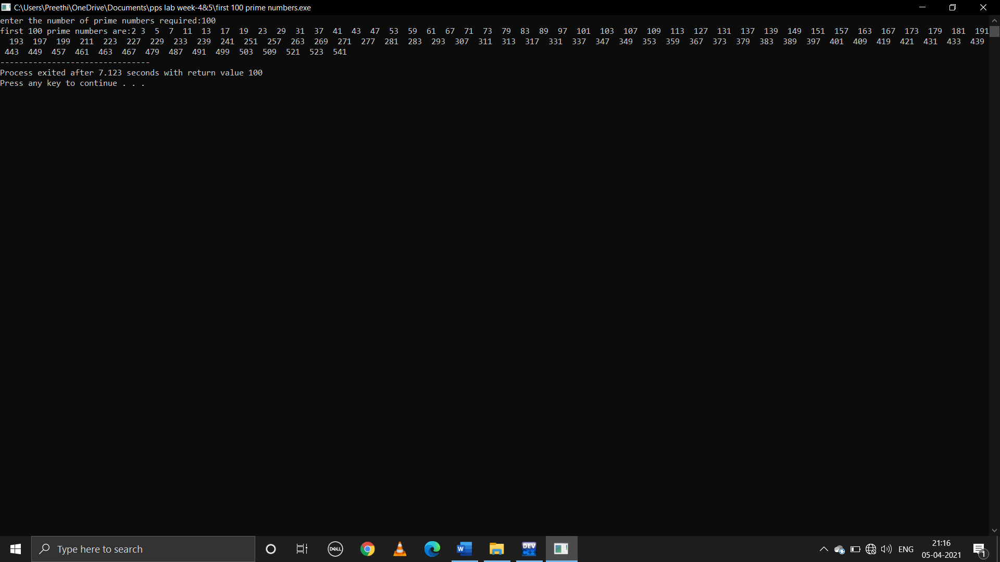 C:\Users\Preethi\OneDrive\Documents\pps lab week-4&5\first 100 prime numbers.exe
enter the number of prime numbers required:100
first 100 prime numbers are:2 3  5  7  11  13  17  19  23  29  31  37  41  43  47  53  59  61  67  71  73  79  83  89  97  101  103  107  109  113  127  131  137  139  149  151  157  163  167  173  179  181  191
193  197  199  211  223  227  229  233  239  241  251  257  263  269  271  277  281  283  293  307  311  313  317  331  337  347  349  353  359  367  373  379  383  389  397  401  409  419  421  431  433  439
443  449  457  461  463  467  479  487  491  499  503  509  521  523  541
--------------------------------
Process exited after 7.123 seconds with return value 100
Press any key to continue . . .
Type here to search
DELL
W
DEV
C++
ENG
21:16
05-04-2021
1